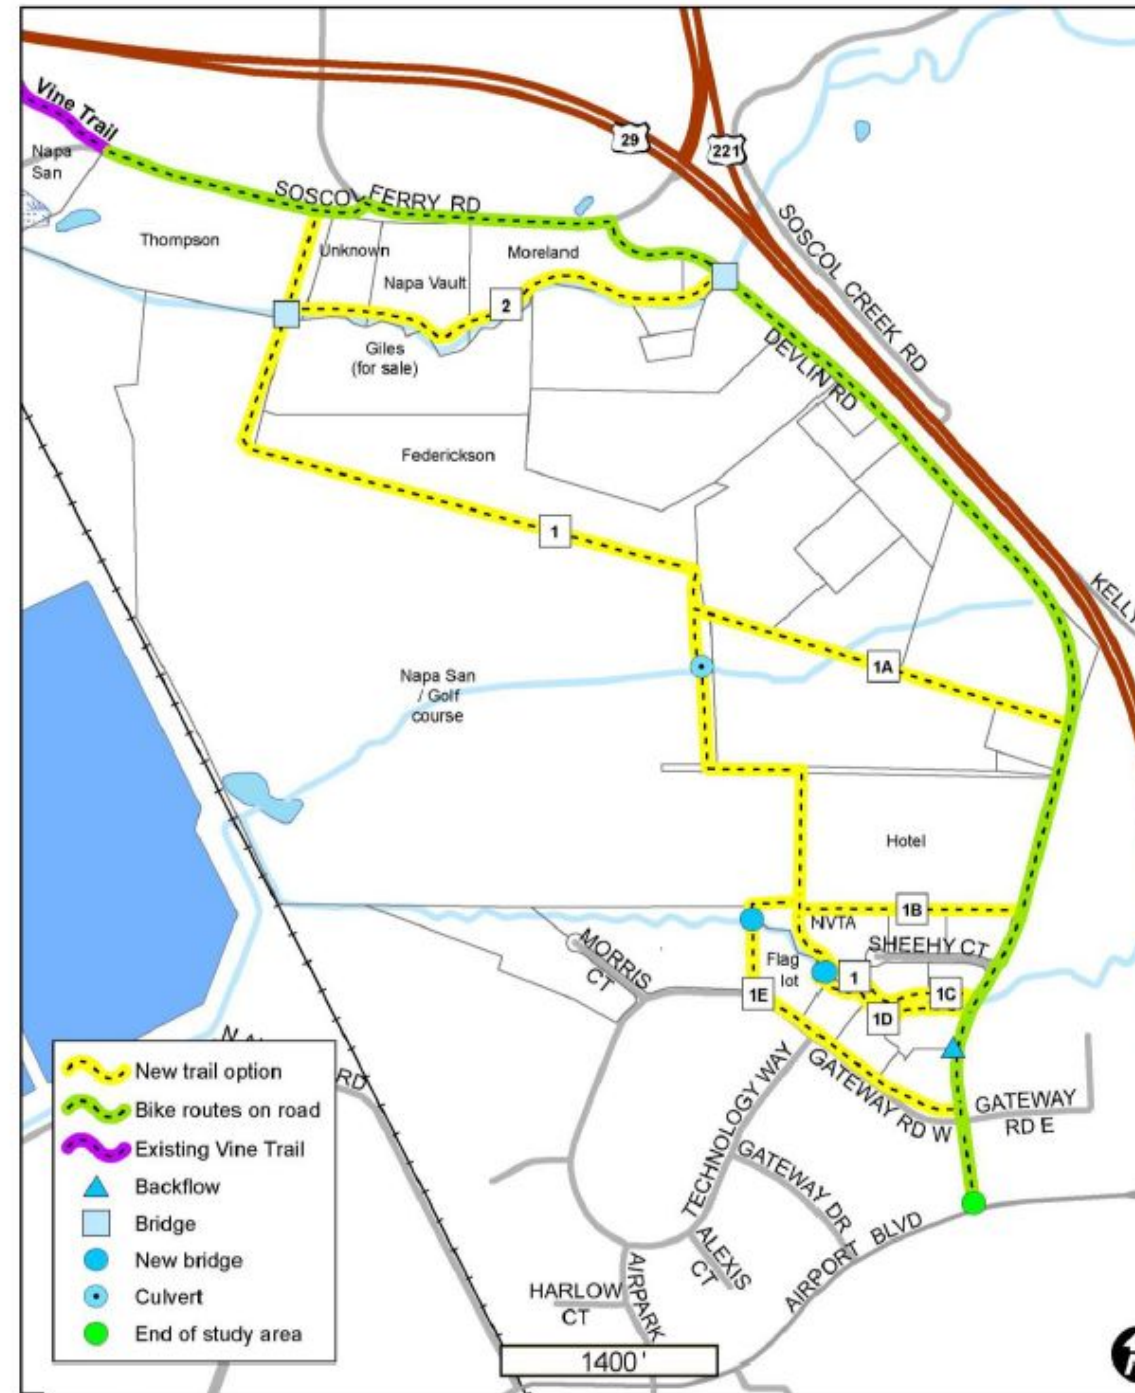 29
221
Vine Trail
Napa
San
SOSCOL FERRY RD
SOSCOL CREEK RD
Thompson
Unknown
Moreland
Napa Vault
2
Giles
(for sale)
DEVLIN RD
Federickson
1
KELLY
1A
Napa San
/ Golf
course
Hotel
1B
NVTA
SHEEHY CT
MORRIS
CT
Flag
lot
1
1E
1C
1D
GATEWAY RD W
GATEWAY
RD E
TECHNOLOGY WAY
GATEWAY DR
ALEXIS
CT
AIRPORT BLVD
HARLOW
CT
AIRPARK
RD
New trail option
Bike routes on road
Existing Vine Trail
Backflow
Bridge
New bridge
Culvert
End of study area
1400 '